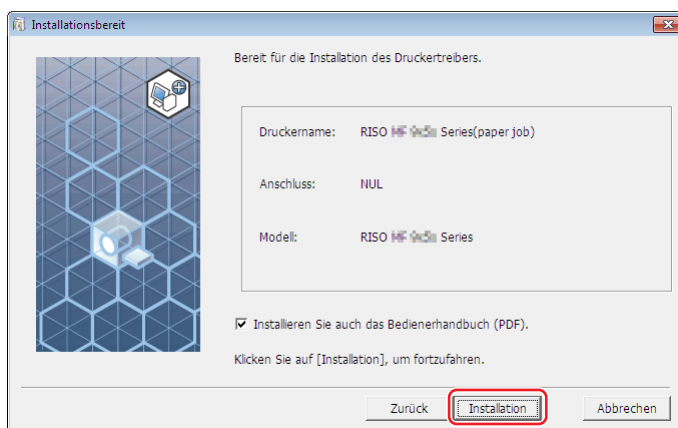 Installationsbereit
Bereit für die Installation des Druckertreibers.
Druckername: RISO Series(paper job)
Anschluss: NUL
Modell: RISO Series
Installieren Sie auch das Bedienerhandbuch (PDF).
Klicken Sie auf [Installation], um fortzufahren.
Zurück Installation Abbrechen